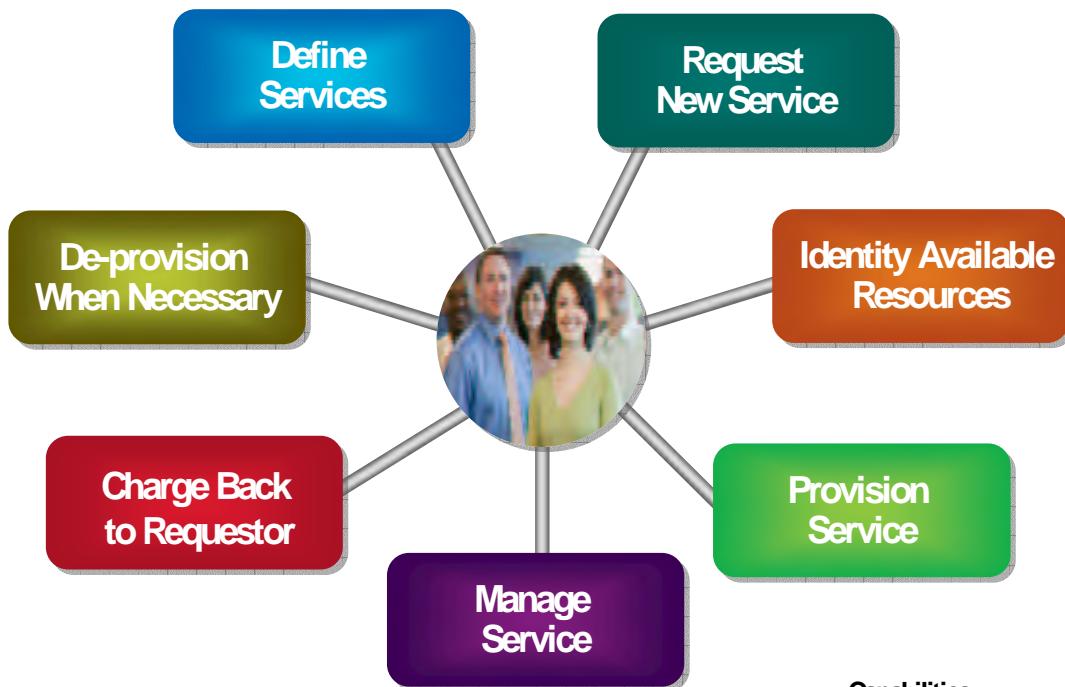 Define
Services
Request
New Service
Identity Available
Resources
Provision
Service
Manage
Service
Charge Back
to Requestor
De-provision
When Necessary
Capabilities